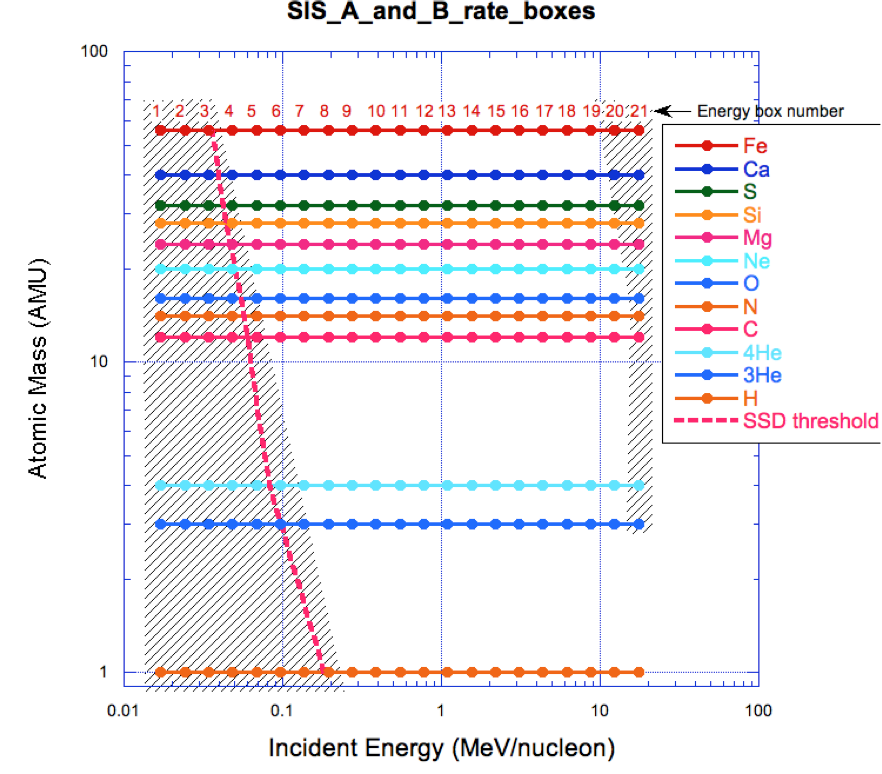 SIS_A_and_B_rate_boxes
100
1 2 3 4 5 6 7 8 9 10 11 12 13 14 15 16 17 18 19 20 21
Energy box number
Fe
Ca
S
Si
Mg
Ne
O
N
C
4He
3He
H
SSD threshold
10
1
Atomic Mass (AMU)
0.01 0.1 1 10 100
Incident Energy (MeV/nucleon)